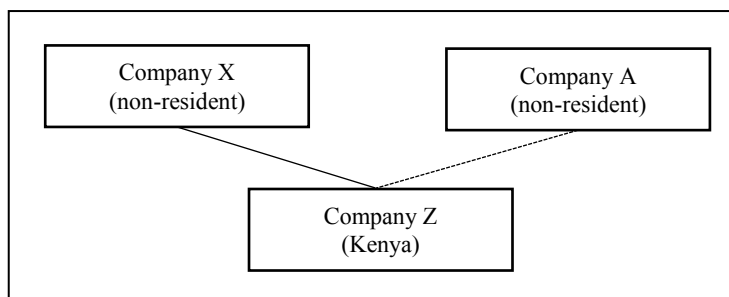 Company X
(non-resident)
Company A
(non-resident)
Company Z
(Kenya)